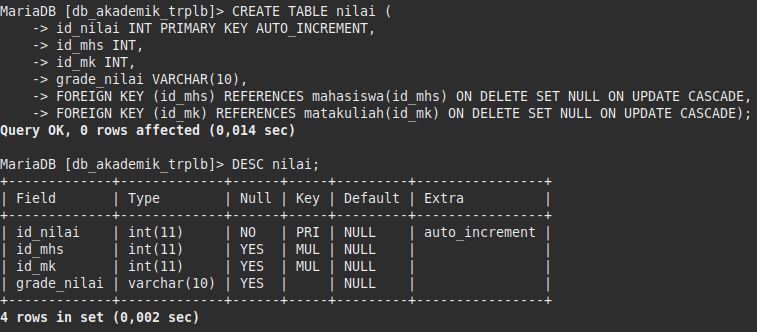 MariaDB [db_akademik_trplb]> CREATE TABLE nilai (
    -> id_nilai INT PRIMARY KEY AUTO_INCREMENT,
    -> id_mhs INT,
    -> id_mk INT,
    -> grade_nilai VARCHAR(10),
    -> FOREIGN KEY (id_mhs) REFERENCES mahasiswa(id_mhs) ON DELETE SET NULL ON UPDATE CASCADE,
    -> FOREIGN KEY (id_mk) REFERENCES matakuliah(id_mk) ON DELETE SET NULL ON UPDATE CASCADE);
Query OK, 0 rows affected (0,014 sec)

MariaDB [db_akademik_trplb]> DESC nilai;
+-------------+-------------+------+-----+---------+----------------+
| Field       | Type        | Null | Key | Default | Extra          |
+-------------+-------------+------+-----+---------+----------------+
| id_nilai    | int(11)     | NO   | PRI | NULL    | auto_increment |
| id_mhs      | int(11)     | YES  | MUL | NULL    |                |
| id_mk       | int(11)     | YES  | MUL | NULL    |                |
| grade_nilai | varchar(10) | YES  |     | NULL    |                |
+-------------+-------------+------+-----+---------+----------------+
4 rows in set (0,002 sec)